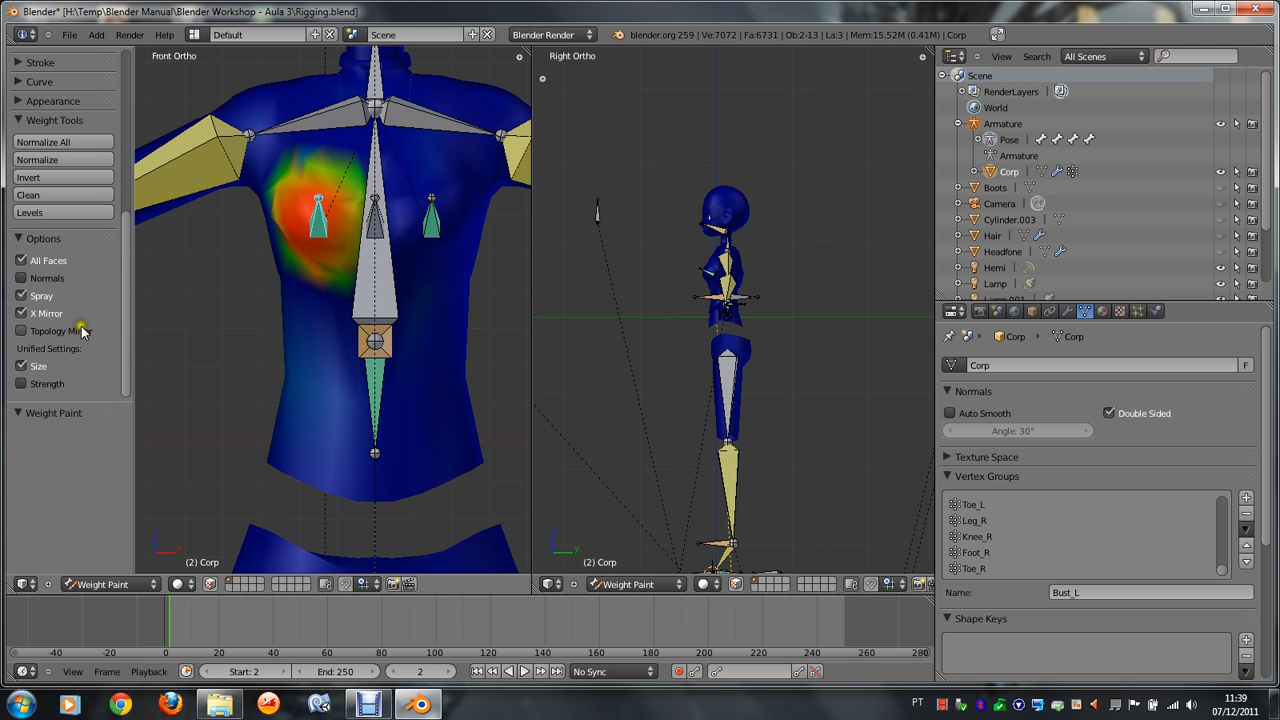 Blender* [H:\Temp\Blender Manual\Blender Workshop - Aula 3\Rigging.blend]
File Add Render Help Default Scene Blender Render blender.org 259 | Ve:7072 | Fa:6731 | Ob:2-13 | La:3 | Mem:15.52M (0.41M) | Corp
Stroke
Curve
Appearance
Weight Tools
Normalize All
Normalize
Invert
Clean
Levels
Options
All Faces
Normals
Spray
X Mirror
Topology
Unified Settings:
Size
Strength
Weight Paint
Front Ortho
(2) Corp
Weight Paint
Right Ortho
(2) Corp
Weight Paint
View Search All Scenes
Scene
RenderLayers
World
Armature
Pose
Armature
Corp
Boots
Camera
Cylinder.003
Hair
Headfone
Hemi
Lamp
Corp Corp
Corp F
Normals
Auto Smooth Double Sided
Angle: 30°
Texture Space
Vertex Groups
Toe_L
Leg_R
Knee_R
Foot_R
Toe_R
Name: Bust_L
Shape Keys
-40 -20 0 20 40 60 80 100 120 140 160 180 200 220 240 260 280
View Frame Playback Start: 2 End: 250 2 No Sync
PT 11:39
07/12/2011